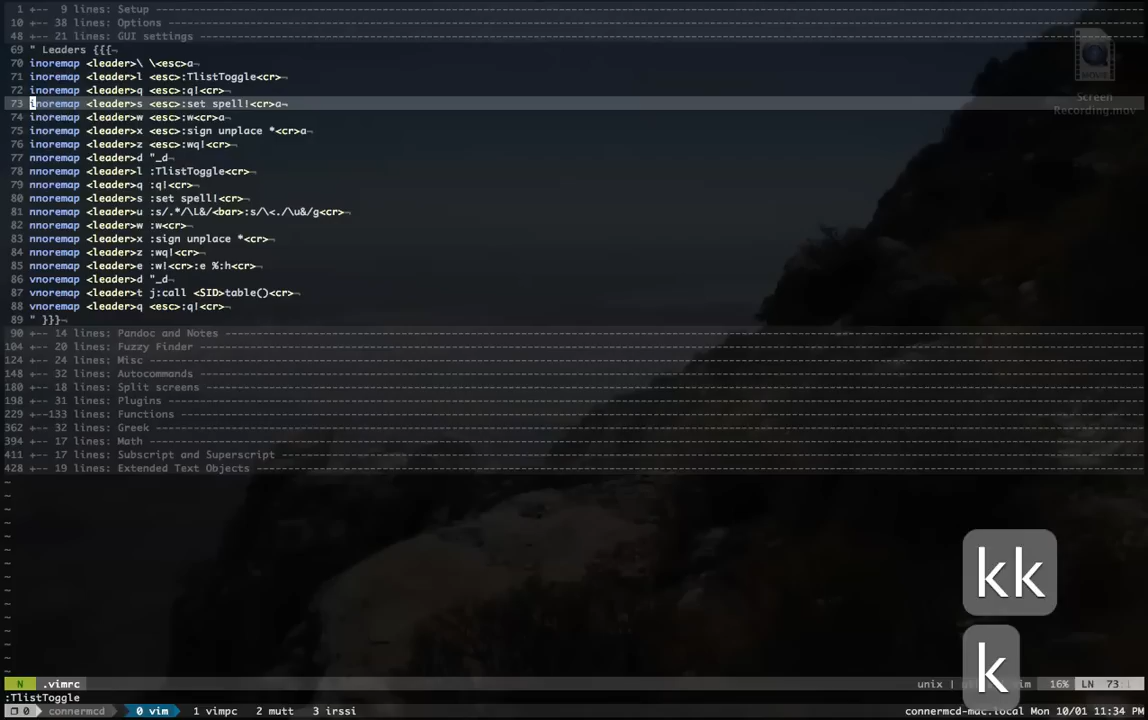 1 +-- 9 lines: Setup
10 +-- 38 lines: Options
48 +-- 21 lines: GUI settings
69 " Leaders {{{¬
70 inoremap <leader>\ \<esc>a¬
71 inoremap <leader>l <esc>:TlistToggle<cr>¬
72 inoremap <leader>q <esc>:q!<cr>¬
73 inoremap <leader>s <esc>:set spell!<cr>a¬
74 inoremap <leader>w <esc>:w<cr>a¬
75 inoremap <leader>x <esc>:sign unplace *<cr>a¬
76 inoremap <leader>z <esc>:wq!<cr>¬
77 nnoremap <leader>d "_d¬
78 nnoremap <leader>l :TlistToggle<cr>¬
79 nnoremap <leader>q :q!<cr>¬
80 nnoremap <leader>s :set spell!<cr>¬
81 nnoremap <leader>u :s/.*/\L&/<bar>:s/\<./\u&/g<cr>¬
82 nnoremap <leader>w :w<cr>¬
83 nnoremap <leader>x :sign unplace *<cr>¬
84 nnoremap <leader>z :wq!<cr>¬
85 nnoremap <leader>e :w!<cr>:e %:h<cr>¬
86 vnoremap <leader>d "_d¬
87 vnoremap <leader>t j:call <SID>table()<cr>¬
88 vnoremap <leader>q <esc>:q!<cr>¬
89 " }}}¬
90 +-- 14 lines: Pandoc and Notes
104 +-- 20 lines: Fuzzy Finder
124 +-- 24 lines: Misc
148 +-- 32 lines: Autocommands
180 +-- 18 lines: Split screens
198 +-- 31 lines: Plugins
229 +--133 lines: Functions
362 +-- 32 lines: Greek
394 +-- 17 lines: Math
411 +-- 17 lines: Subscript and Superscript
428 +-- 19 lines: Extended Text Objects
MOVIE
Screen
Recording.mov
kk
k
N .vimrc unix | vim 16% LN 73:
:TlistToggle
0 connermcd 0 vim 1 vimpc 2 mutt 3 irssi connermcd-mac.local Mon 10/01 11:34 PM